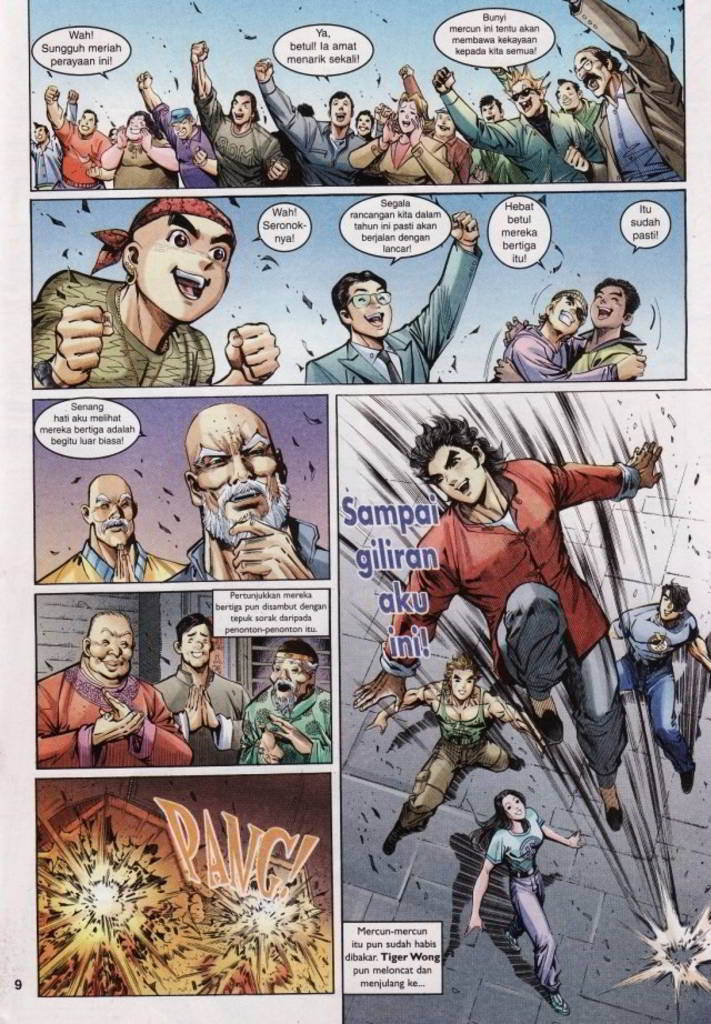 Wah!
Sungguh meriah
perayaan ini!
Ya,
betul! Ia amat
menarik sekali!
Bunyi
mercun ini tentu akan
membawa kekayaan
kepada kita semua!
Wah!
Seronok-
nya!
Ya,
Segala
rancangan kita dalam
tahun ini pasti akan
berjalan dengan
lancar!
Hebat
betul
mereka
bertiga
itu!
Itu
sudah
pasti!
Senang
hati aku melihat
mereka bertiga adalah
begitu luar biasa!
Pertunjukkan mereka
bertiga pun disambut dengan
tepuk sorak daripada
penonton-penonton itu.
PANG!
Sampai
giliran
aku
ini!
Mercun-mercun
itu pun sudah habis
dibakar. Tiger Wong
pun meloncat dan
menjulang ke...
9